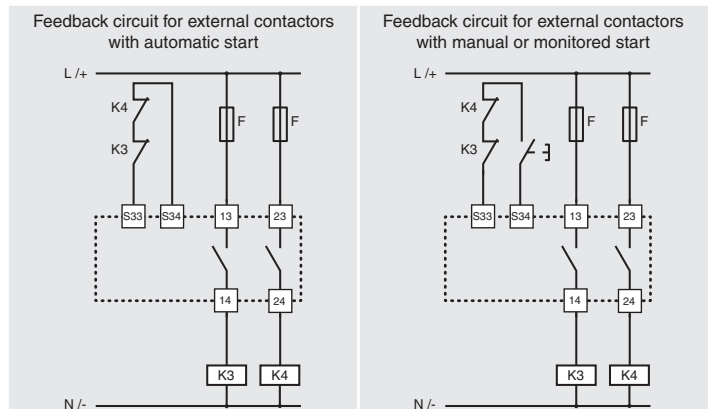 Feedback circuit for external contactors
with automatic start
L /+
K4
K3
F
F
S33
S34
13
23
14
24
K3
K4
N /-
Feedback circuit for external contactors
with manual or monitored start
L /+
K4
K3
F
F
S33
S34
13
23
14
24
K3
K4
N /-